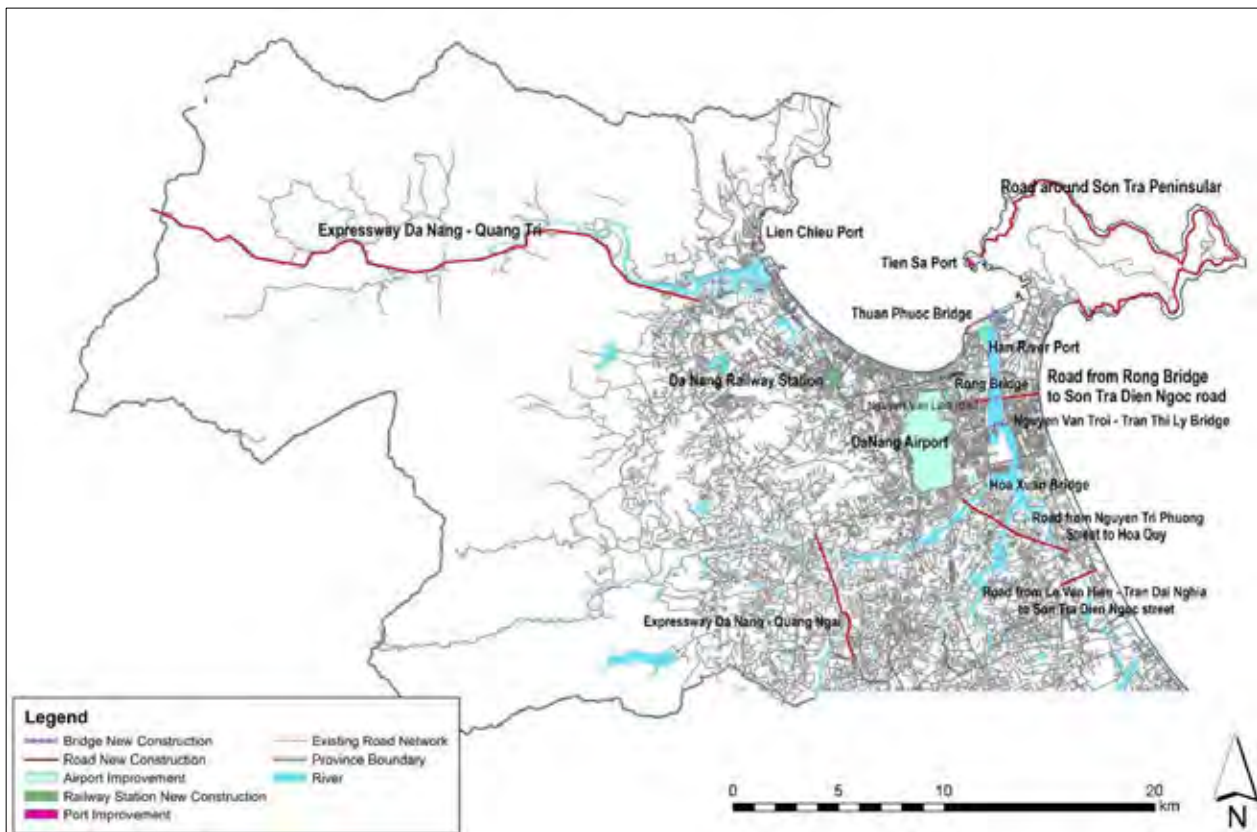 Road around Son Tra Peninsular
Expressway Da Nang - Quang Tri
Lien Chieu Port
Tien Sa Port
Thuan Phuoc Bridge
Han River Port
Da Nang Railway Station
Rong Bridge
Road from Rong Bridge
to Son Tra Dien Ngoc road
Nguyen Van Troi - Tran Thi Ly Bridge
DaNang Airport
Hoa Xuan Bridge
Road from Nguyen Tri Phuong
Street to Hoa Quy
Road from Le Van Hien - Tran Dai Nghia
to Son Tra Dien Ngoc street
Expressway Da Nang - Quang Ngai
Legend
Bridge New Construction
Road New Construction
Airport Improvement
Railway Station New Construction
Port Improvement
Existing Road Network
Province Boundary
River
0 5 10 20
km
N